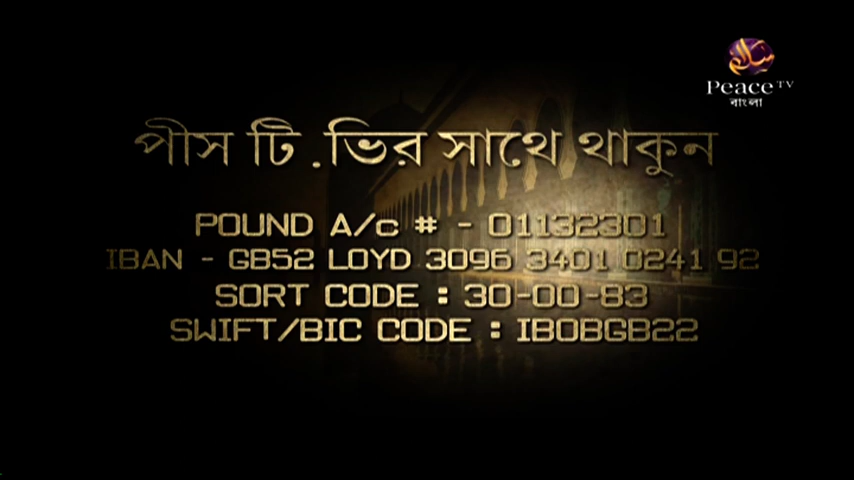 Peace TV
বাংলা
পীস টি.ভির সাথে থাকুন
POUND A/c # - 01132301
IBAN - GB52 LOYD 3096 3401 0241 92
SORT CODE : 30-00-83
SWIFT/BIC CODE : IBOBGB22